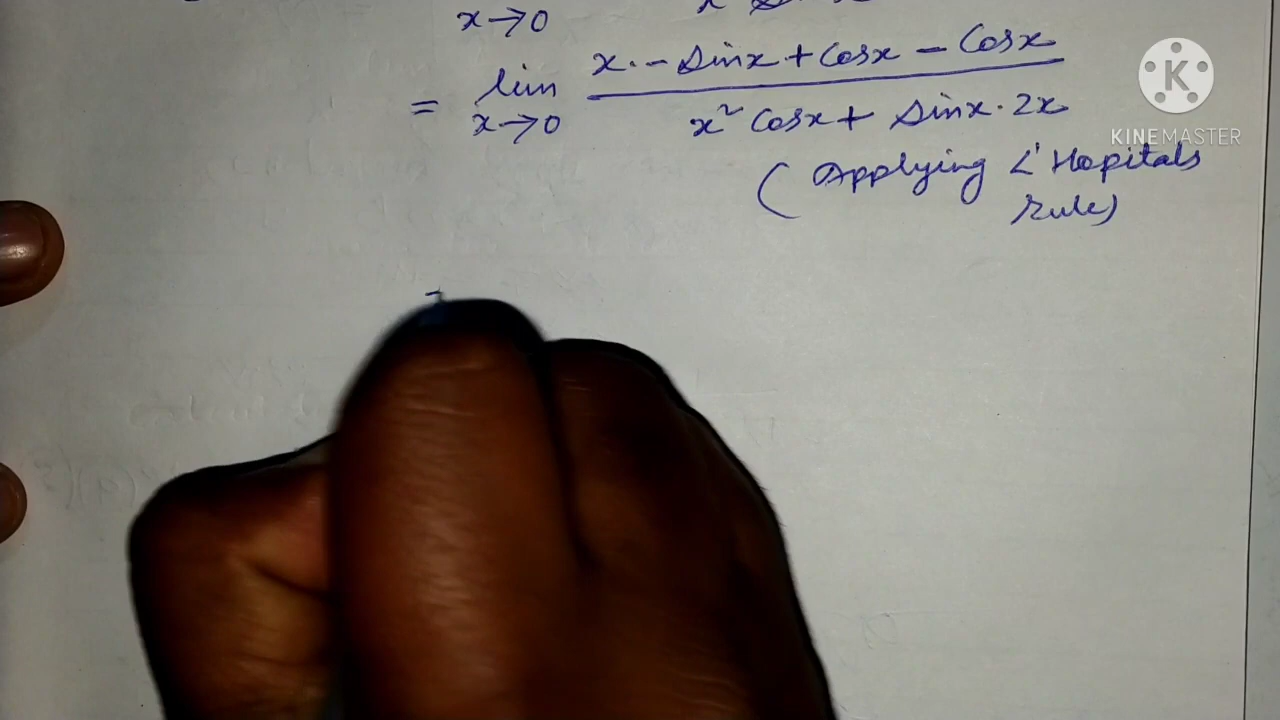 x→0
= lim x.-sinx+Cosx-Cosx
x→0 x² Cosx+ sinx.2x
(Applying L'Hopitals
rule)
K
KINEMASTER